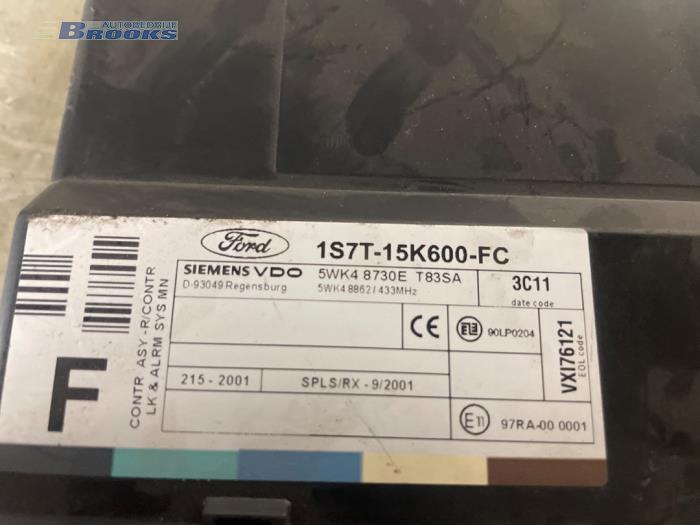 AUTOBEDRIJF
BROOKS
Ford
1S7T-15K600-FC
SIEMENS VDO
D-93049 Regensburg
5WK4 8730E T83SA
5WK4 8862 / 433MHz
3C11
date code
CE
90LP0204
VXI76121
EOL code
215 - 2001
SPLS/RX - 9/2001
E11
97RA-00 0001
F
CONTR ASY -R/CONTR
LK & ALRM SYS MN